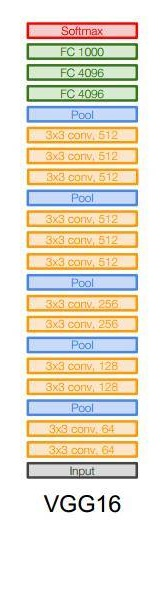 Softmax
FC 1000
FC 4096
FC 4096
Pool
3x3 conv, 512
3x3 conv, 512
3x3 conv, 512
Pool
3x3 conv, 512
3x3 conv, 512
3x3 conv, 512
Pool
3x3 conv, 256
3x3 conv, 256
Pool
3x3 conv, 128
3x3 conv, 128
Pool
3x3 conv, 64
3x3 conv, 64
Input
VGG16